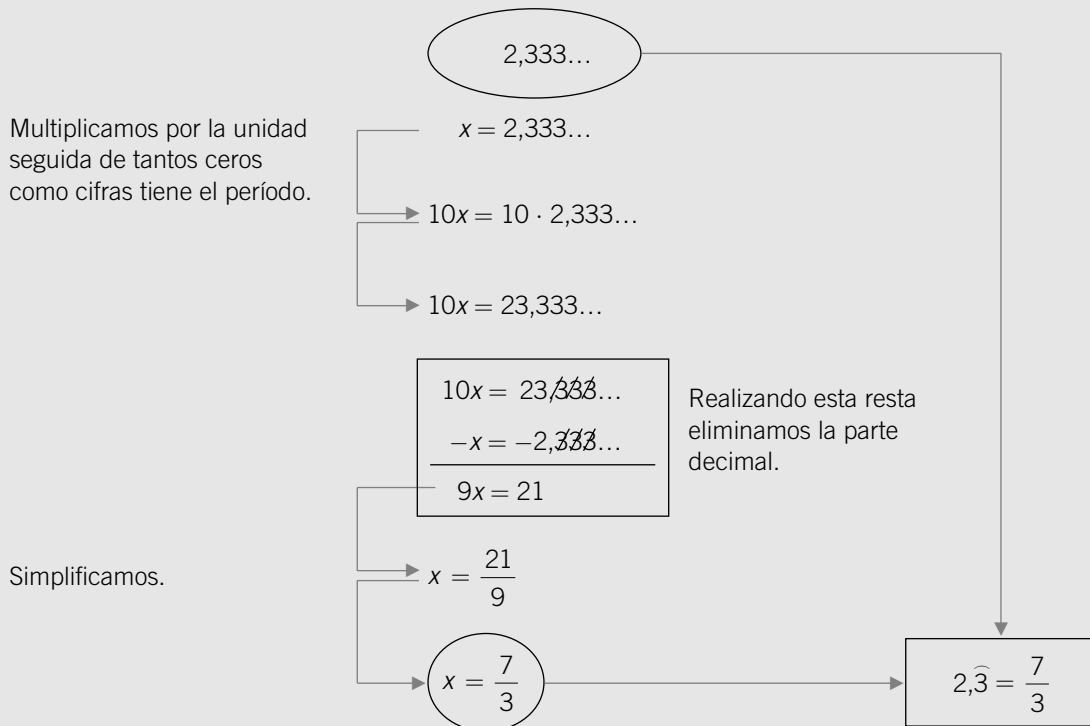 2,333...
Multiplicamos por la unidad
seguida de tantos ceros
como cifras tiene el período.
x = 2,333...
10x = 10 · 2,333...
10x = 23,333...
10x = 23,333...
−x = −2,333...
9x = 21
Realizando esta resta
eliminamos la parte
decimal.
Simplificamos.
x = 21/9
x = 7/3
2,3̑ = 7/3